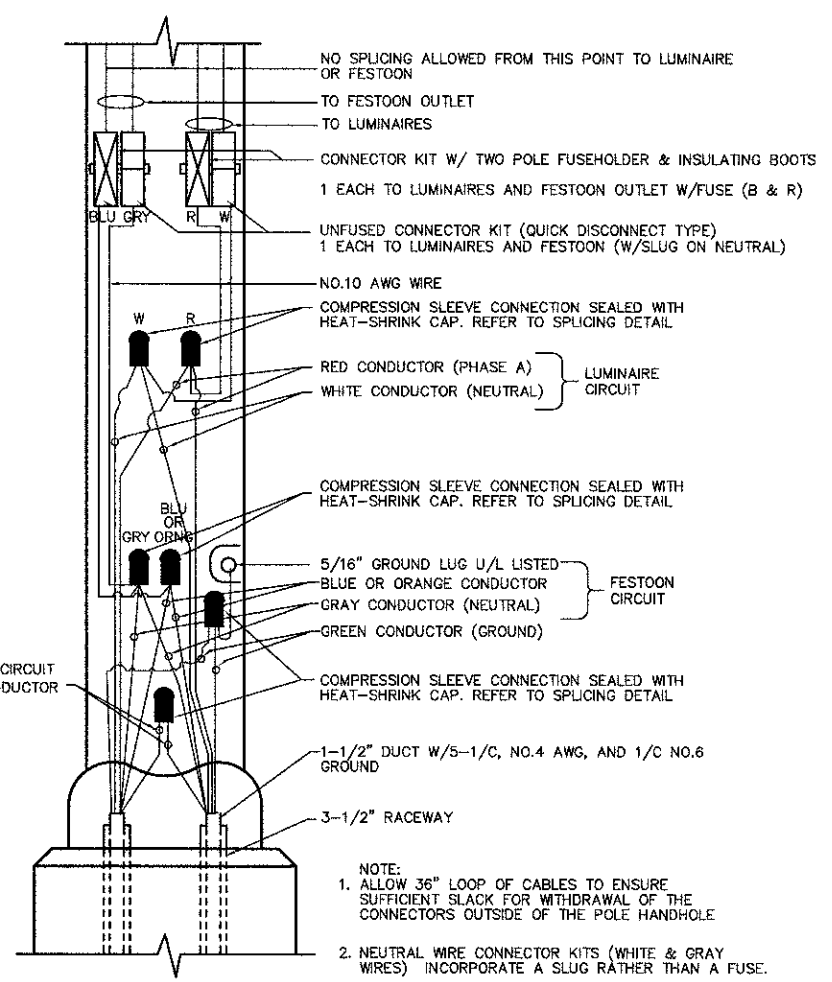 NO SPLICING ALLOWED FROM THIS POINT TO LUMINAIRE
OR FESTOON
TO FESTOON OUTLET
TO LUMINAIRES
CONNECTOR KIT W/ TWO POLE FUSEHOLDER & INSULATING BOOTS
1 EACH TO LUMINAIRES AND FESTOON OUTLET W/FUSE (B & R)
BLU GRY R W
UNFUSED CONNECTOR KIT (QUICK DISCONNECT TYPE)
1 EACH TO LUMINAIRES AND FESTOON (W/SLUG ON NEUTRAL)
NO.10 AWG WIRE
W R
COMPRESSION SLEEVE CONNECTION SEALED WITH
HEAT-SHRINK CAP. REFER TO SPLICING DETAIL
RED CONDUCTOR (PHASE A)
WHITE CONDUCTOR (NEUTRAL)
LUMINAIRE
CIRCUIT
COMPRESSION SLEEVE CONNECTION SEALED WITH
HEAT-SHRINK CAP. REFER TO SPLICING DETAIL
BLU
OR
GRY ORNG
5/16" GROUND LUG U/L LISTED
BLUE OR ORANGE CONDUCTOR
GRAY CONDUCTOR (NEUTRAL)
FESTOON
CIRCUIT
GREEN CONDUCTOR (GROUND)
CIRCUIT
DUCTOR
COMPRESSION SLEEVE CONNECTION SEALED WITH
HEAT-SHRINK CAP. REFER TO SPLICING DETAIL
1-1/2" DUCT W/5-1/C, NO.4 AWG, AND 1/C NO.6
GROUND
3-1/2" RACEWAY
NOTE:
1. ALLOW 36" LOOP OF CABLES TO ENSURE
SUFFICIENT SLACK FOR WITHDRAWAL OF THE
CONNECTORS OUTSIDE OF THE POLE HANDHOLE
2. NEUTRAL WIRE CONNECTOR KITS (WHITE & GRAY
WIRES) INCORPORATE A SLUG RATHER THAN A FUSE.